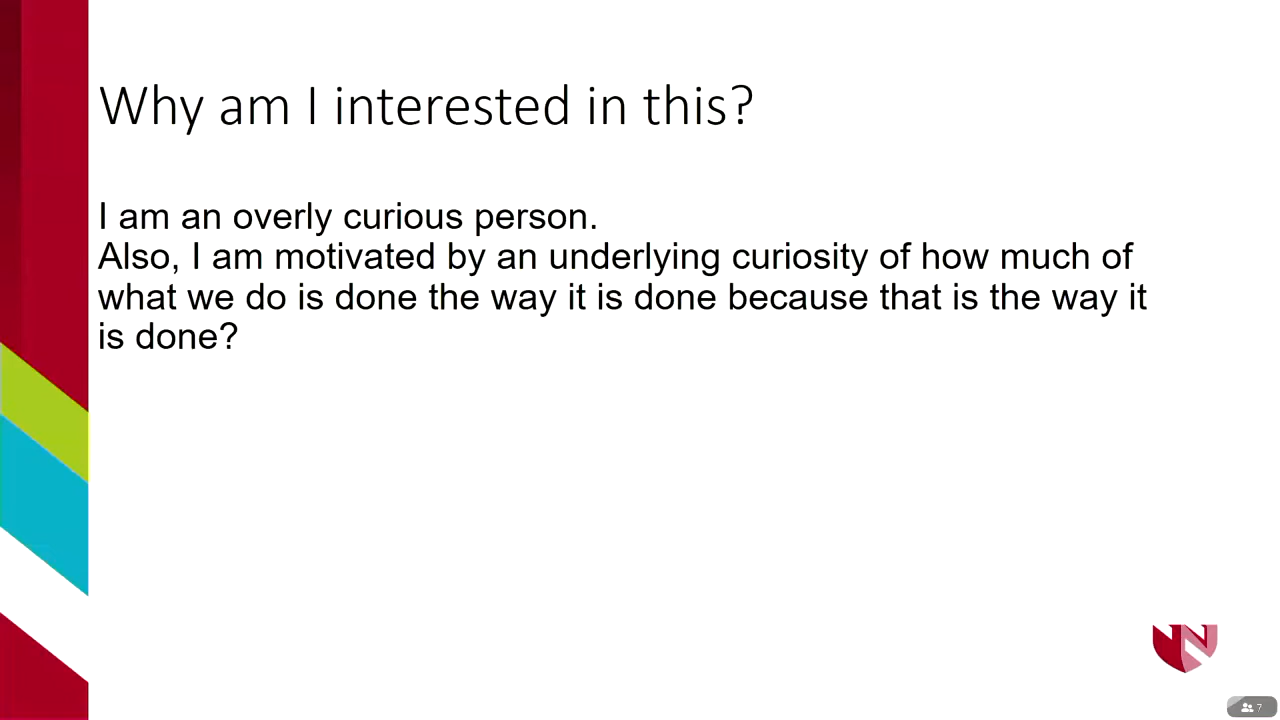 Why am I interested in this?
I am an overly curious person.
Also, I am motivated by an underlying curiosity of how much of
what we do is done the way it is done because that is the way it
is done?
7